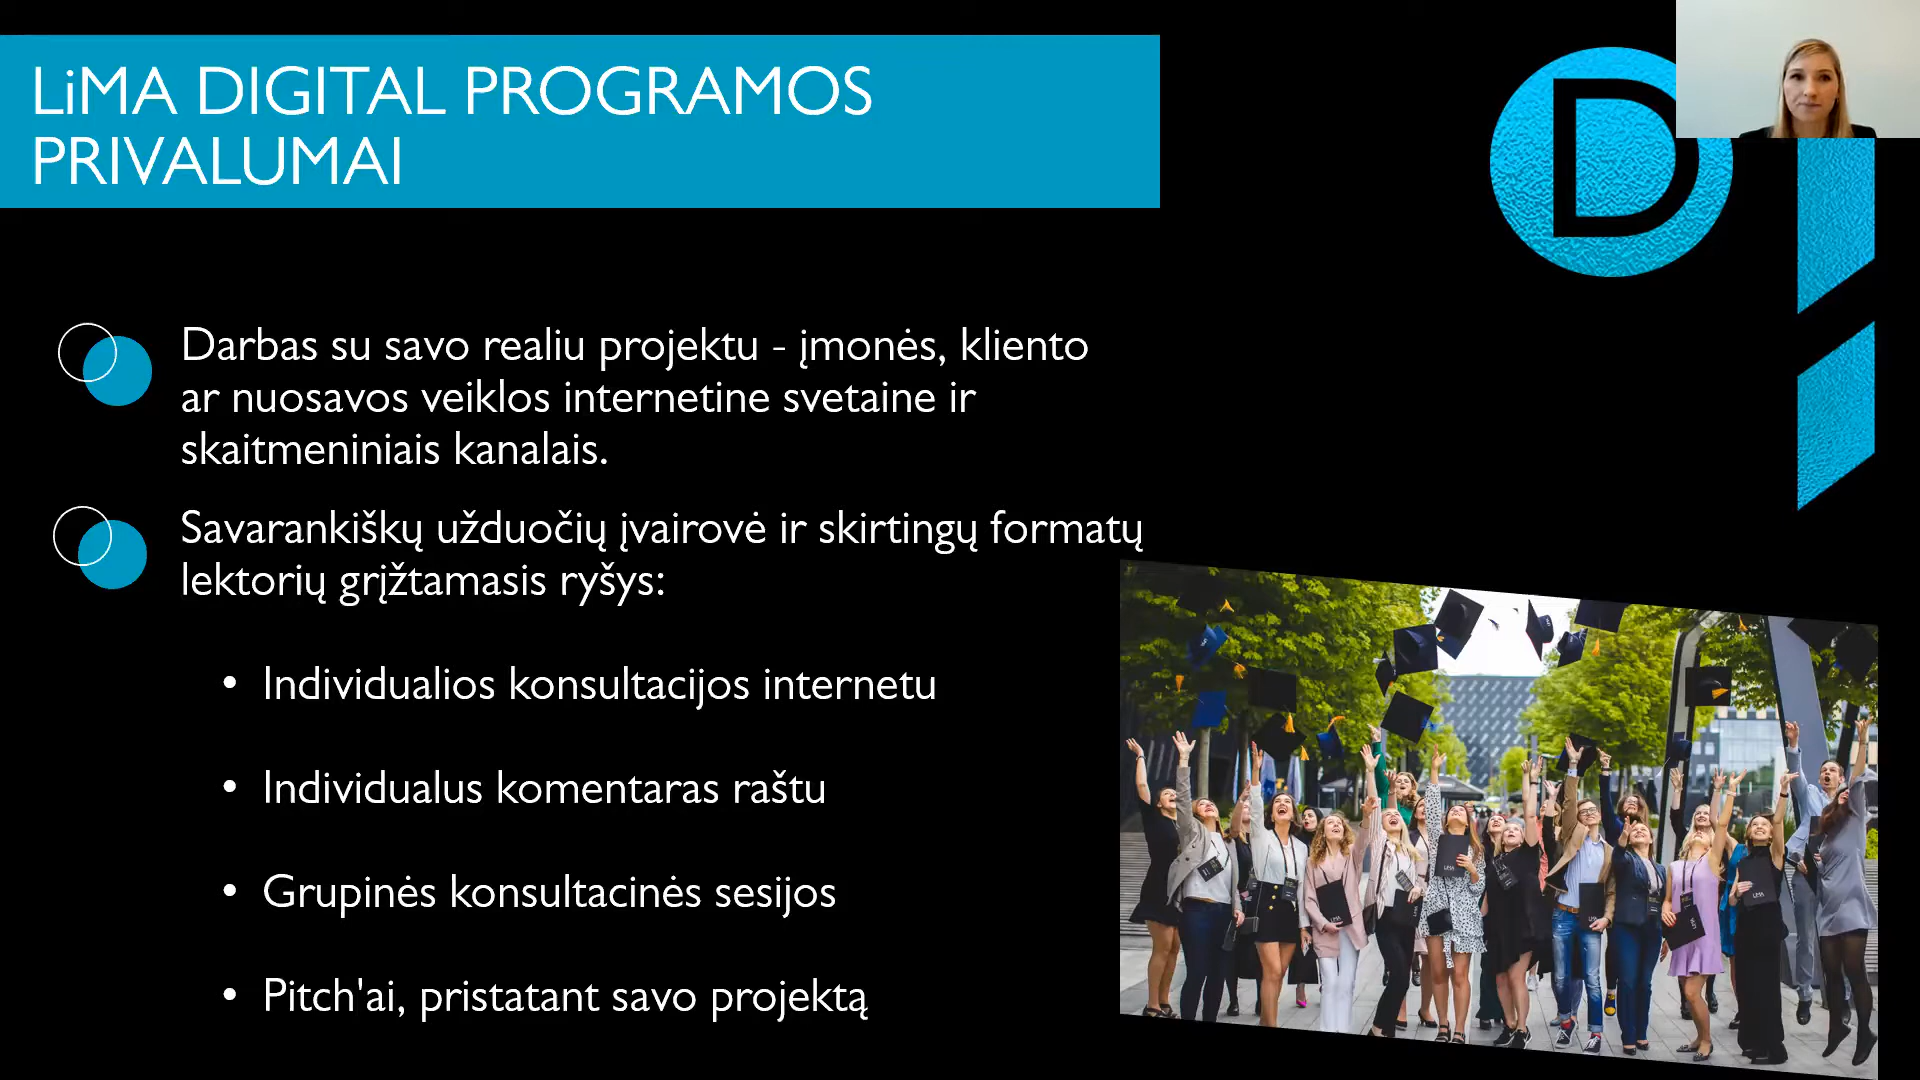 LiMA DIGITAL PROGRAMOS
PRIVALUMAI
D
Darbas su savo realiu projektu - įmonės, kliento
ar nuosavos veiklos internetine svetaine ir
skaitmeniniais kanalais.
Savarankiškų užduočių įvairovė ir skirtingų formatų
lektorių grįžtamasis ryšys:
• Individualios konsultacijos internetu
• Individualus komentaras raštu
• Grupinės konsultacinės sesijos
• Pitch'ai, pristatant savo projektą